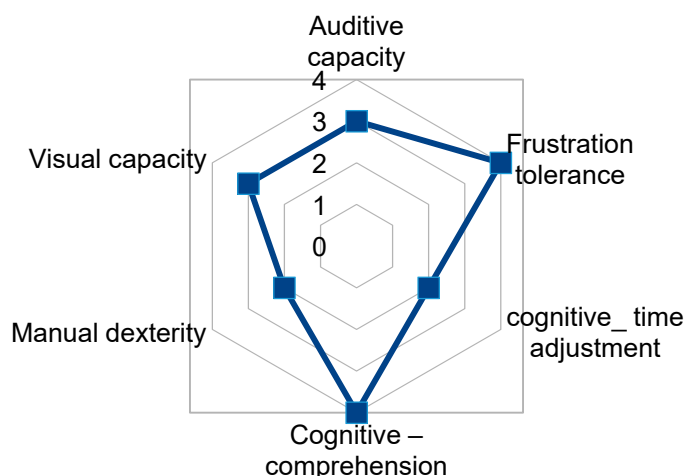 Auditive
capacity
4
3
2
1
0
Frustration
tolerance
Visual capacity
cognitive_ time
adjustment
Manual dexterity
Cognitive –
comprehension